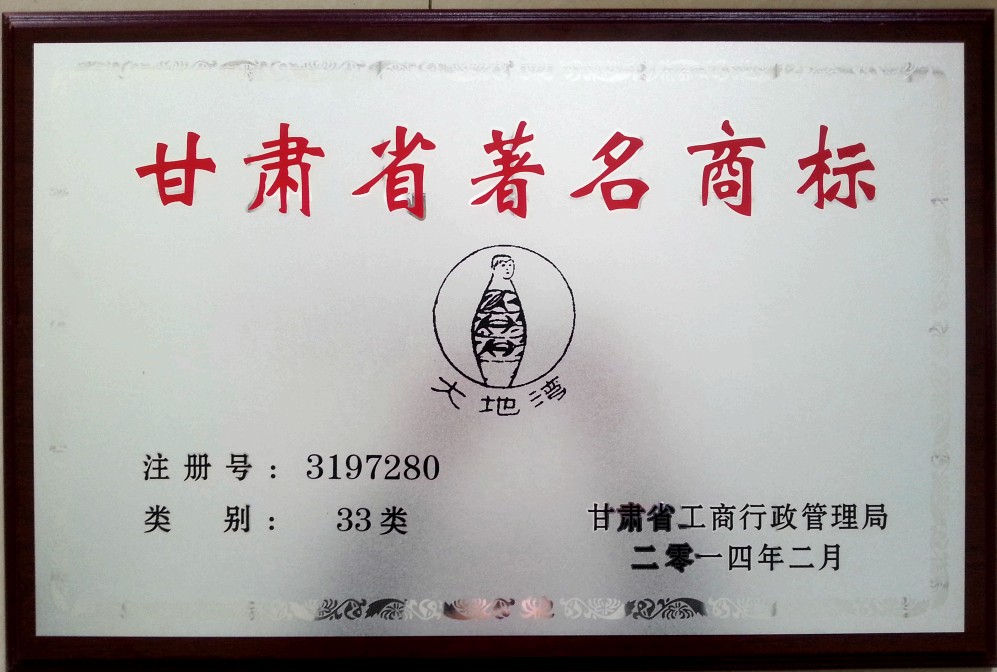 甘肃省著名商标
大地湾
注册号：3197280
类别：33类
甘肃省工商行政管理局
二零一四年二月